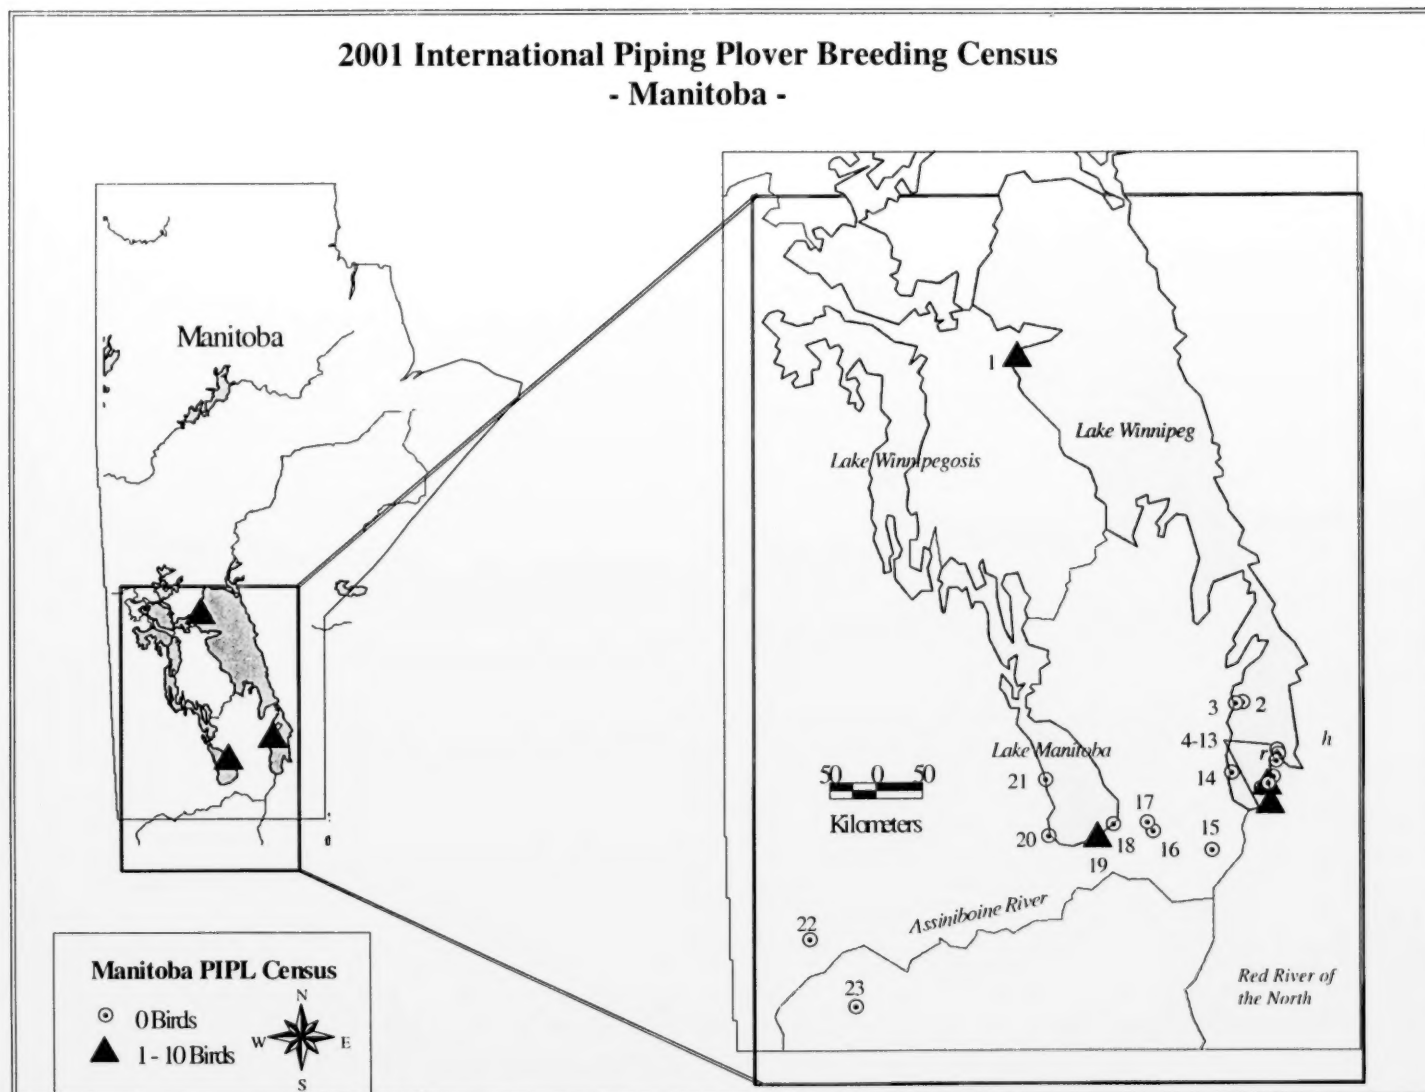 2001 International Piping Plover Breeding Census
- Manitoba -
Manitoba
1
Lake Winnipeg
Lake Winnipegosis
3
2
4-13
h
r
Lake Manitoba
14
50 0 50
21
Kilometers
17
15
20
18
16
19
Assiniboine River
22
Red River of
the North
23
Manitoba PIPL Census
0 Birds
1 - 10 Birds
N
W
E
S